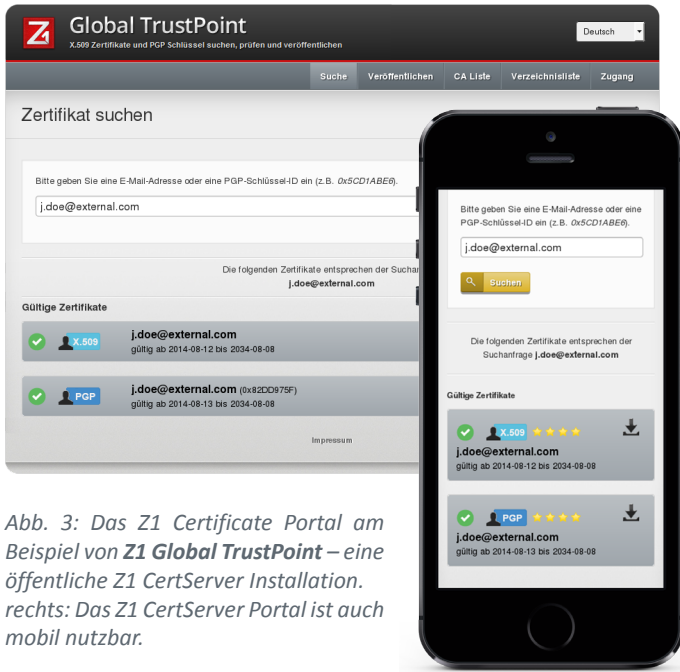 Z1
Global TrustPoint
X.509 Zertifikate und PGP Schlüssel suchen, prüfen und veröffentlichen
Deutsch
Suche Veröffentlichen CA Liste Verzeichnisliste Zugang
Zertifikat suchen
Bitte geben Sie eine E-Mail-Adresse oder eine PGP-Schlüssel-ID ein (z.B. 0x5CD1ABE6).
j.doe@external.com
Die folgenden Zertifikate entsprechen der Suchan
j.doe@external.com
Gültige Zertifikate
X.509
j.doe@external.com
gültig ab 2014-08-12 bis 2034-08-08
PGP
j.doe@external.com (0x82DD975F)
gültig ab 2014-08-13 bis 2034-08-08
Impressum
Bitte geben Sie eine E-Mail-Adresse oder eine
PGP-Schlüssel-ID ein (z.B. 0x5CD1ABE6).
j.doe@external.com
Suchen
Die folgenden Zertifikate entsprechen der
Suchanfrage j.doe@external.com
Gültige Zertifikate
X.509
j.doe@external.com
gültig ab 2014-08-12 bis 2034-08-08
PGP
j.doe@external.com
gültig ab 2014-08-13 bis 2034-08-08
Abb. 3: Das Z1 Certificate Portal am
Beispiel von Z1 Global TrustPoint – eine
öffentliche Z1 CertServer Installation.
rechts: Das Z1 CertServer Portal ist auch
mobil nutzbar.